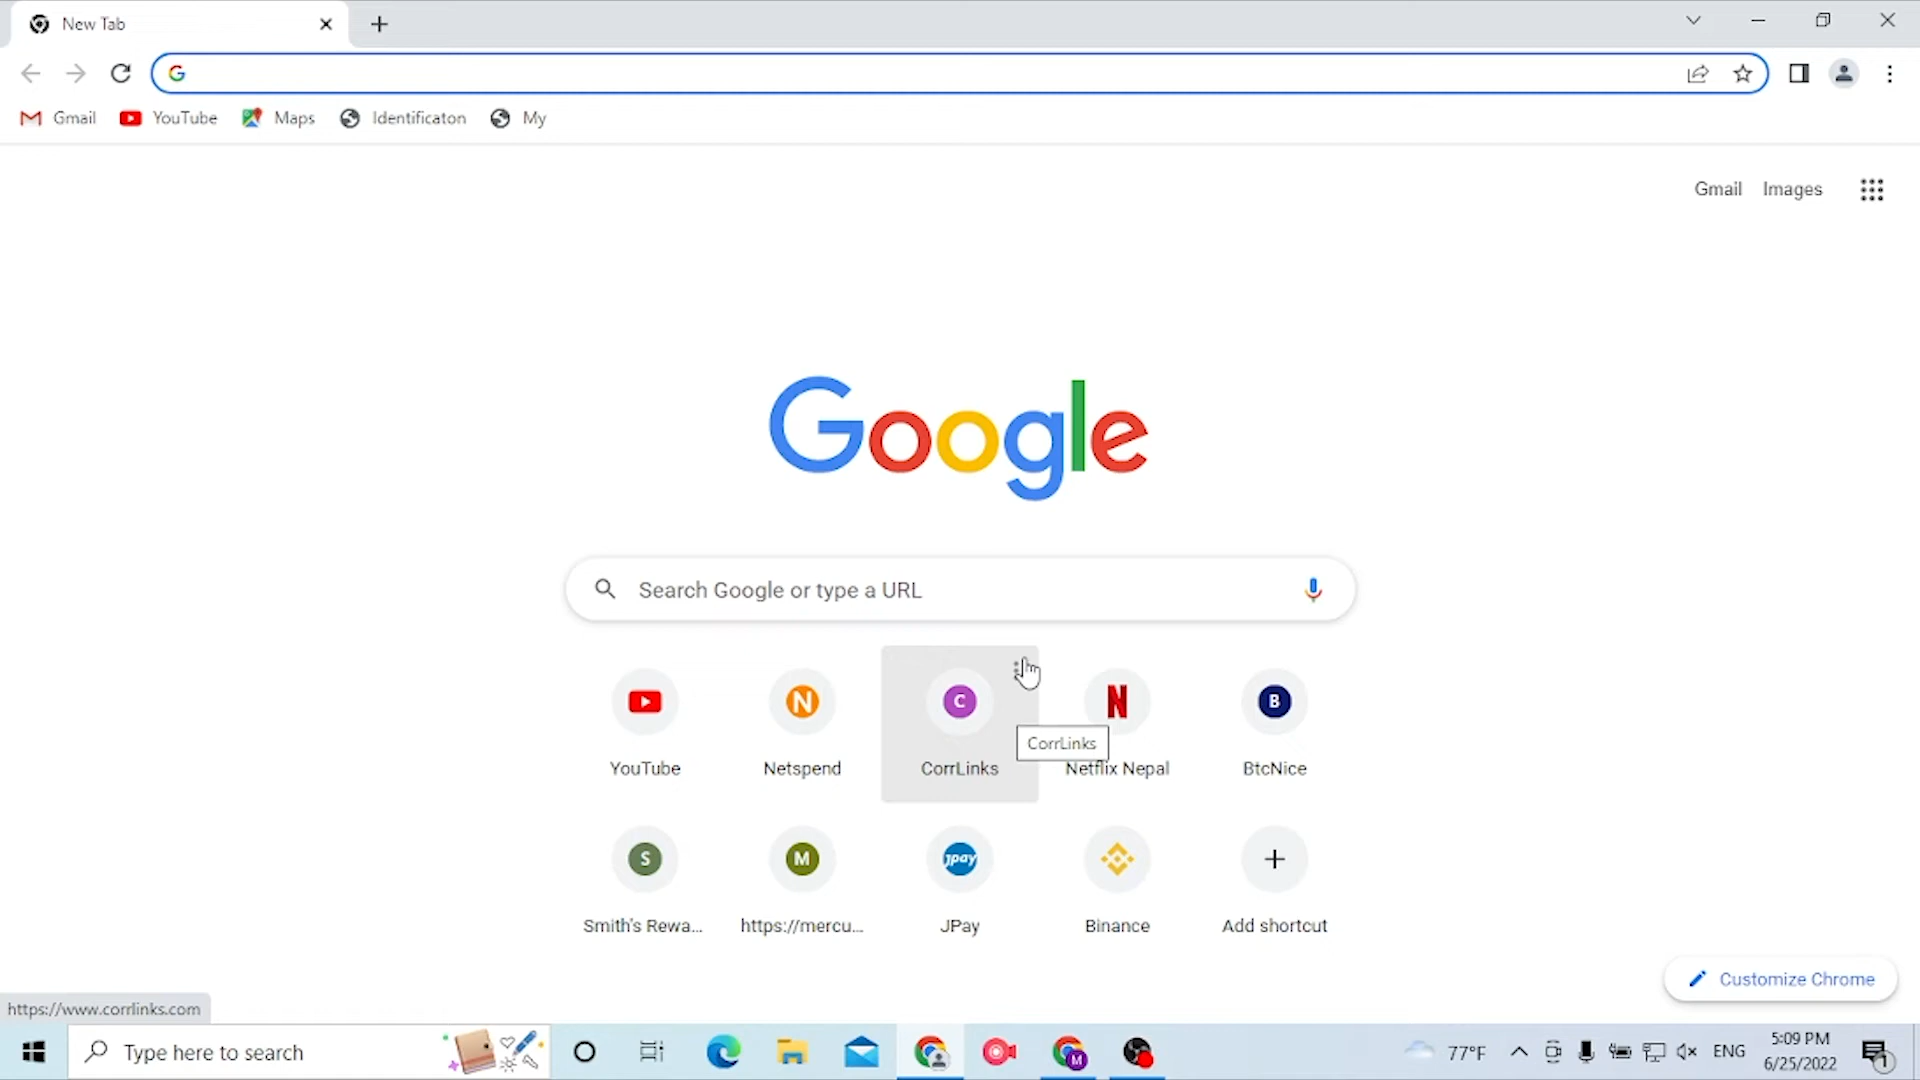 New Tab
Gmail YouTube Maps Identificaton My
Gmail Images
Google
Search Google or type a URL
CorrLinks
YouTube Netspend CorrLinks Netflix Nepal BtcNice
Smith's Rewa... https://mercu... JPay Binance Add shortcut
Customize Chrome
https://www.corrlinks.com
Type here to search
77°F ENG 5:09 PM
6/25/2022